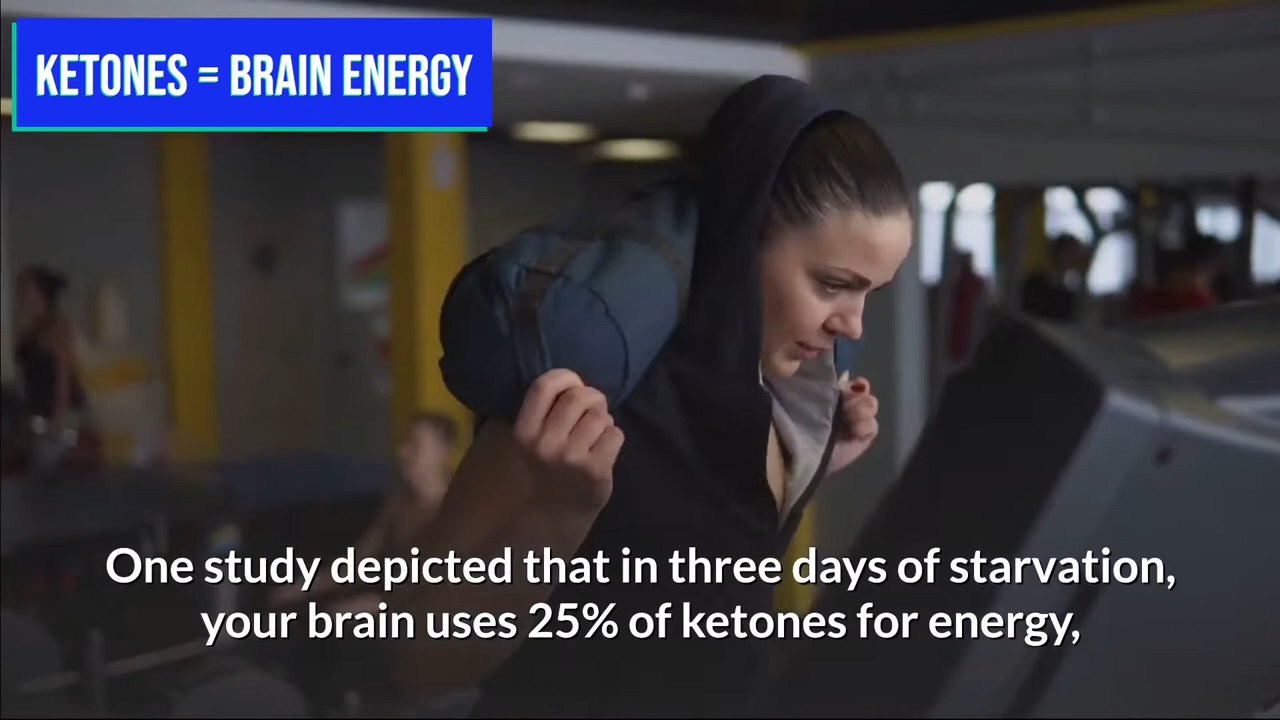 KETONES = BRAIN ENERGY
One study depicted that in three days of starvation,
your brain uses 25% of ketones for energy,